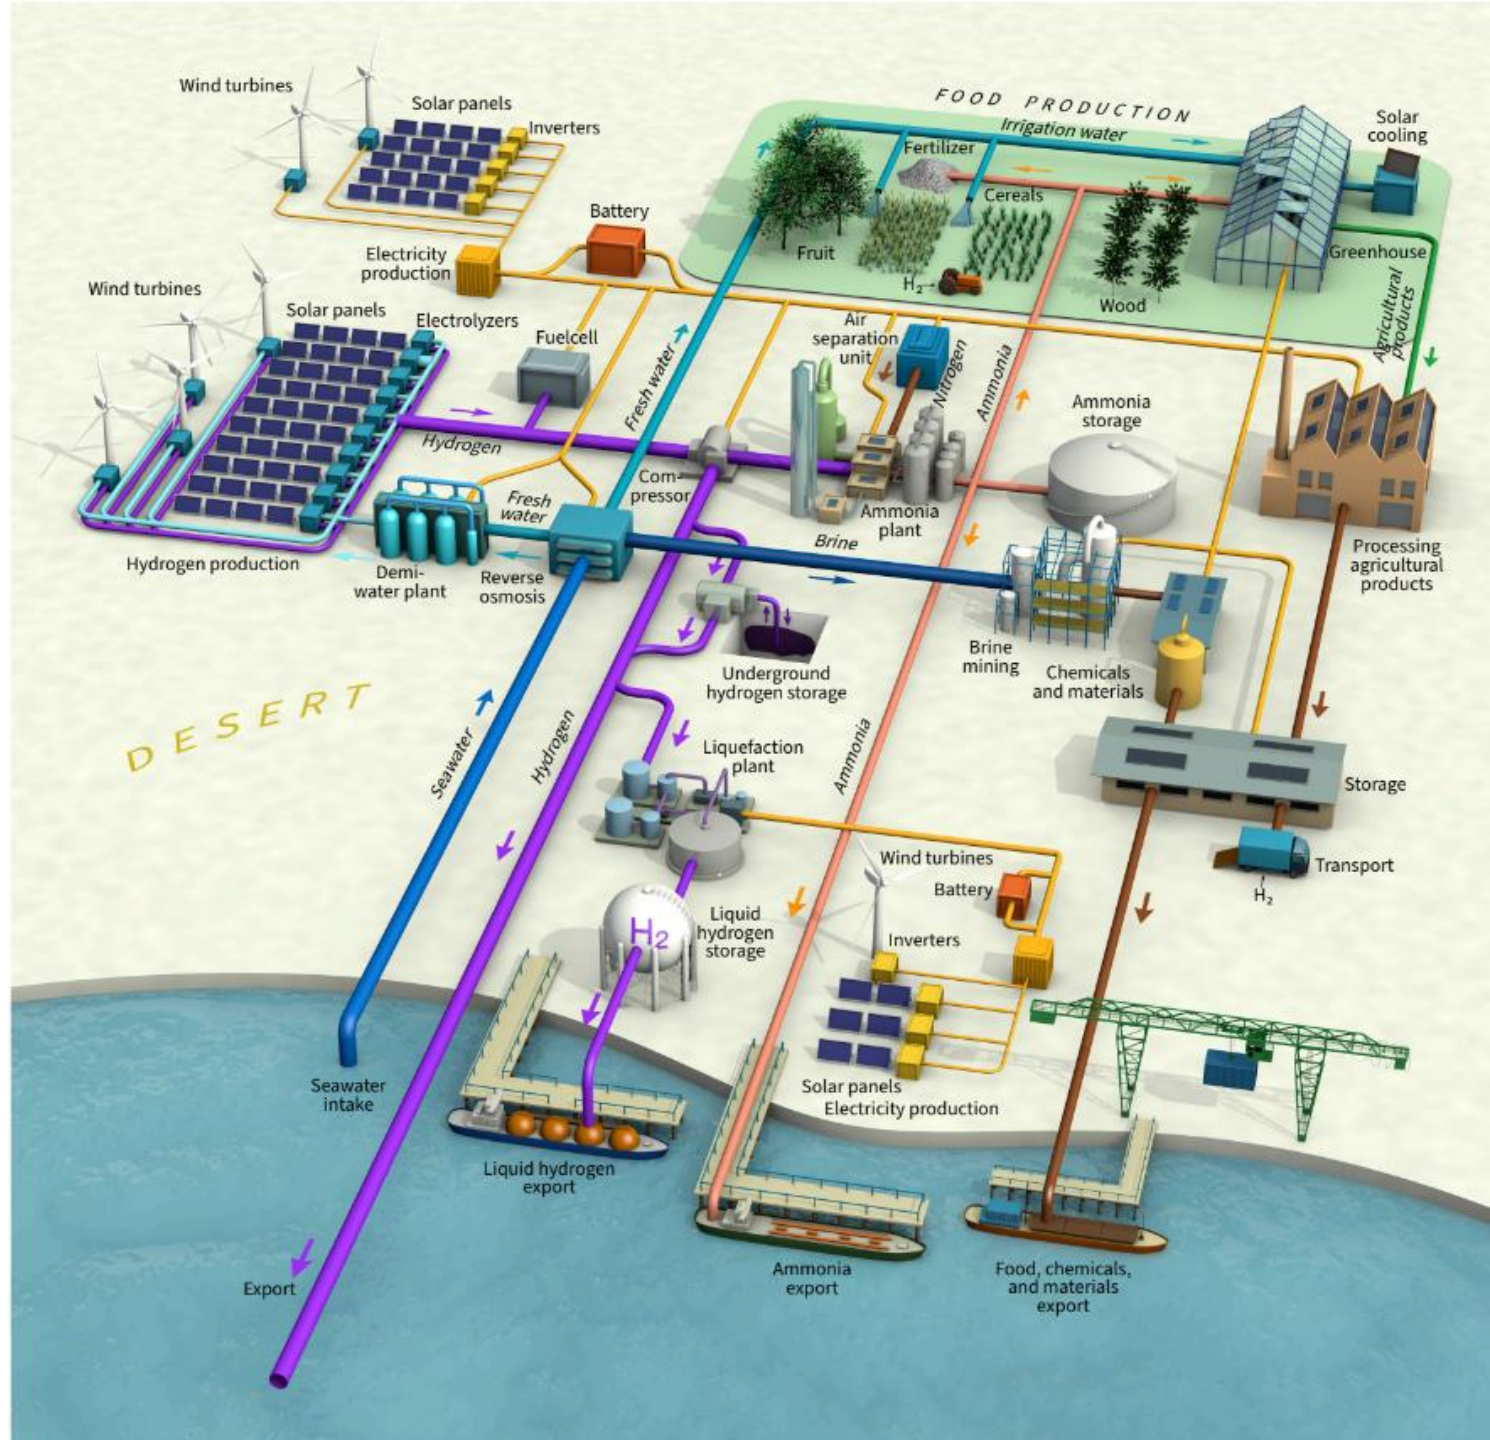 FOOD PRODUCTION
Wind turbines
Solar panels
Inverters
Irrigation water
Solar
cooling
Fertilizer
Cereals
Battery
Fruit
Greenhouse
Electricity
production
H₂
Wood
Agricultural
products
Wind turbines
Solar panels
Electrolyzers
Fuelcell
Air
separation
unit
Nitrogen
Fresh water
Ammonia
Ammonia
storage
Hydrogen
Com-
pressor
Fresh
water
Ammonia
plant
Brine
Hydrogen production
Demi-
water plant
Reverse
osmosis
Processing
agricultural
products
Brine
mining
Chemicals
and materials
Underground
hydrogen storage
DESERT
Seawater
Hydrogen
Liquefaction
plant
Ammonia
Storage
Wind turbines
Battery
Transport
H₂
Liquid
hydrogen
storage
H₂
Inverters
Seawater
intake
Solar panels
Electricity production
Liquid hydrogen
export
Export
Ammonia
export
Food, chemicals,
and materials
export